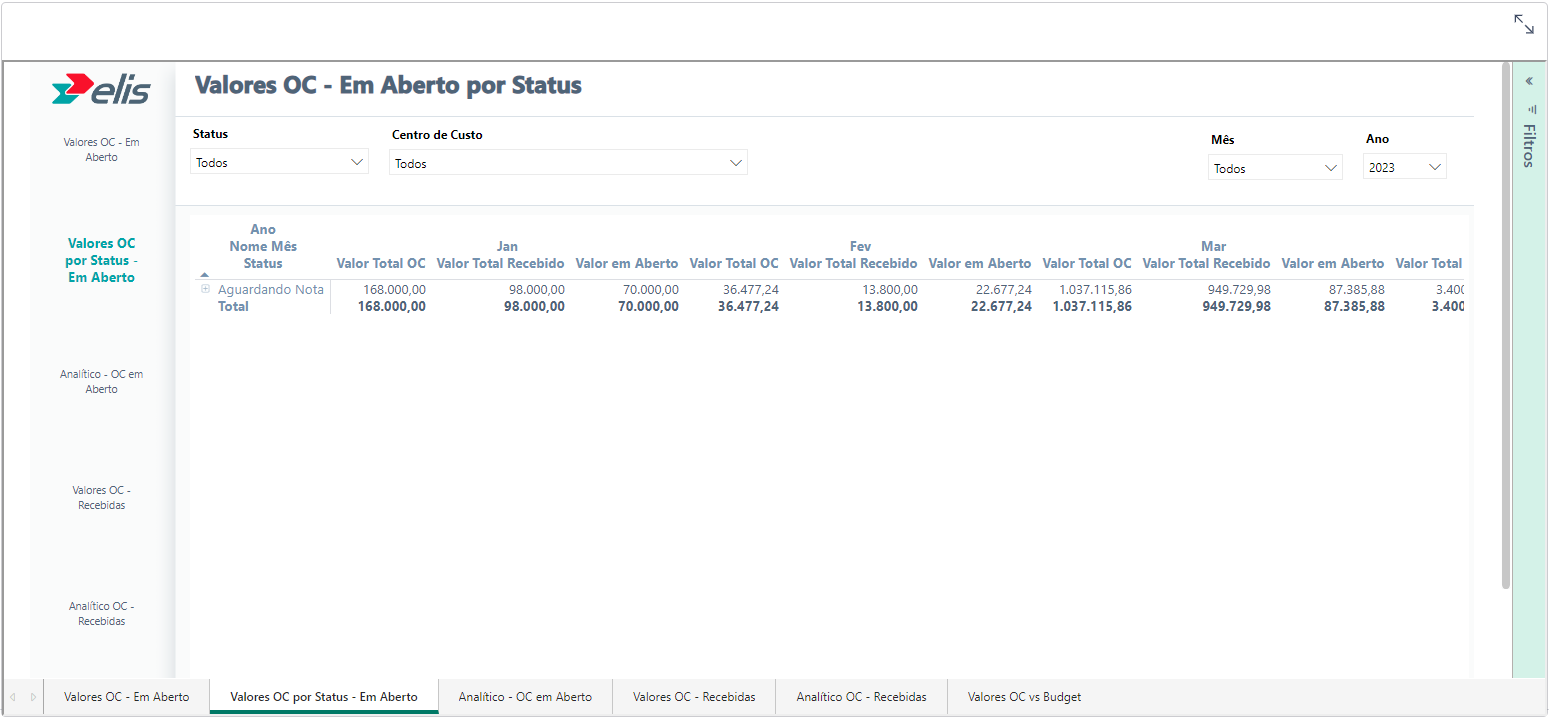 elis
Valores OC - Em Aberto por Status
Status
Centro de Custo
Mês
Ano
Todos
Todos
Todos
2023
Filtros
Valores OC - Em
Aberto
Valores OC
por Status -
Em Aberto
Analítico - OC em
Aberto
Valores OC -
Recebidas
Analítico OC -
Recebidas
Ano
Nome Mês Jan Fev Mar
Status Valor Total OC Valor Total Recebido Valor em Aberto Valor Total OC Valor Total Recebido Valor em Aberto Valor Total OC Valor Total Recebido Valor em Aberto Valor Total
Aguardando Nota 168.000,00 98.000,00 70.000,00 36.477,24 13.800,00 22.677,24 1.037.115,86 949.729,98 87.385,88 3.400
Total 168.000,00 98.000,00 70.000,00 36.477,24 13.800,00 22.677,24 1.037.115,86 949.729,98 87.385,88 3.400
Valores OC - Em Aberto Valores OC por Status - Em Aberto Analítico - OC em Aberto Valores OC - Recebidas Analítico OC - Recebidas Valores OC vs Budget